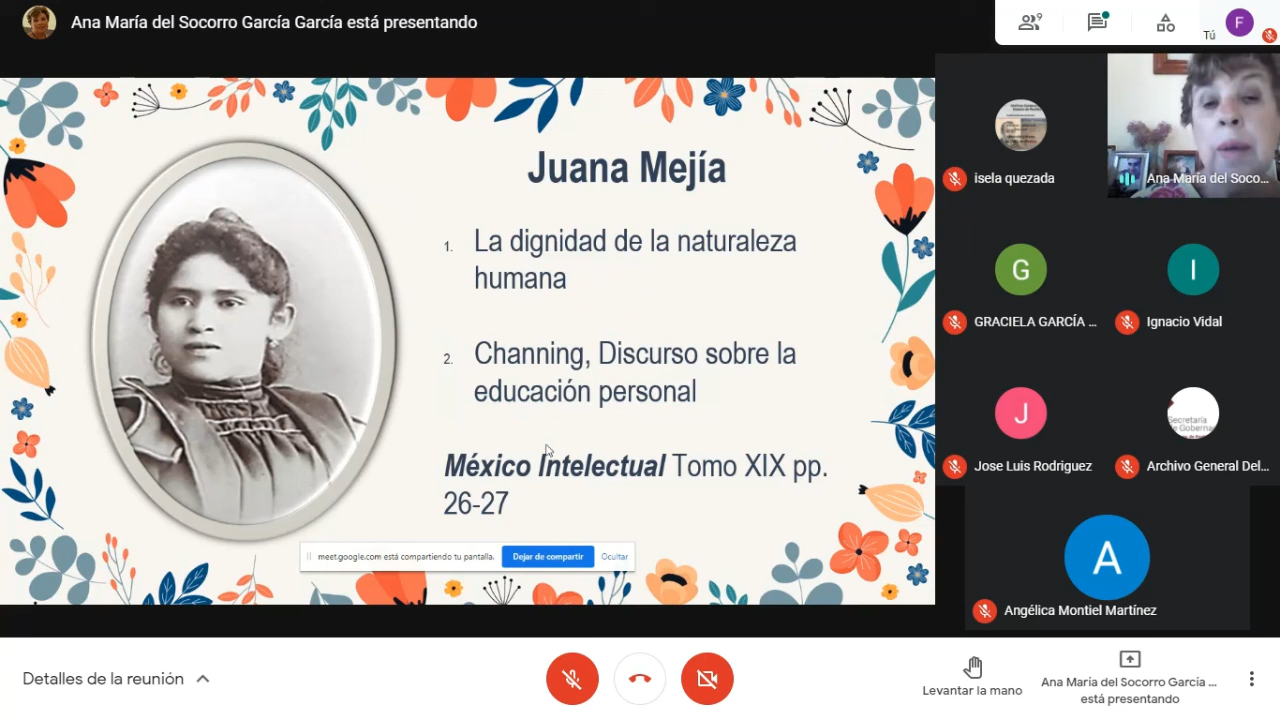 Ana María del Socorro García García está presentando
9
Tú
F
Juana Mejía
1. La dignidad de la naturaleza
humana
2. Channing, Discurso sobre la
educación personal
México Intelectual Tomo XIX pp.
26-27
meet.google.com está compartiendo tu pantalla.
Dejar de compartir
Ocultar
isela quezada
Ana María del Soco...
G
GRACIELA GARCÍA ...
I
Ignacio Vidal
J
Jose Luis Rodriguez
Secretaría
de Goberna
Archivo General Del...
A
Angélica Montiel Martínez
Detalles de la reunión
Levantar la mano
Ana María del Socorro García ...
está presentando